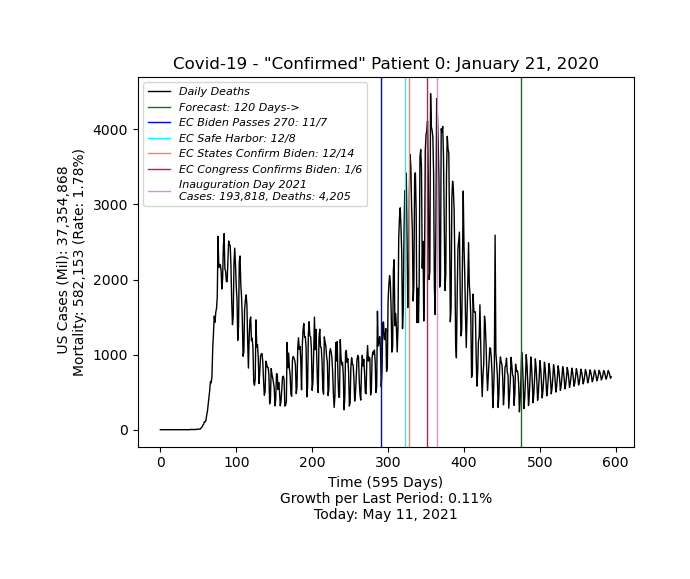 Covid-19 - "Confirmed" Patient 0: January 21, 2020
Daily Deaths
Forecast: 120 Days->
EC Biden Passes 270: 11/7
EC Safe Harbor: 12/8
EC States Confirm Biden: 12/14
EC Congress Confirms Biden: 1/6
Inauguration Day 2021
Cases: 193,818, Deaths: 4,205
US Cases (Mil): 37,354,868
Mortality: 582,153 (Rate: 1.78%)
4000
3000
2000
1000
0
0 100 200 300 400 500 600
Time (595 Days)
Growth per Last Period: 0.11%
Today: May 11, 2021